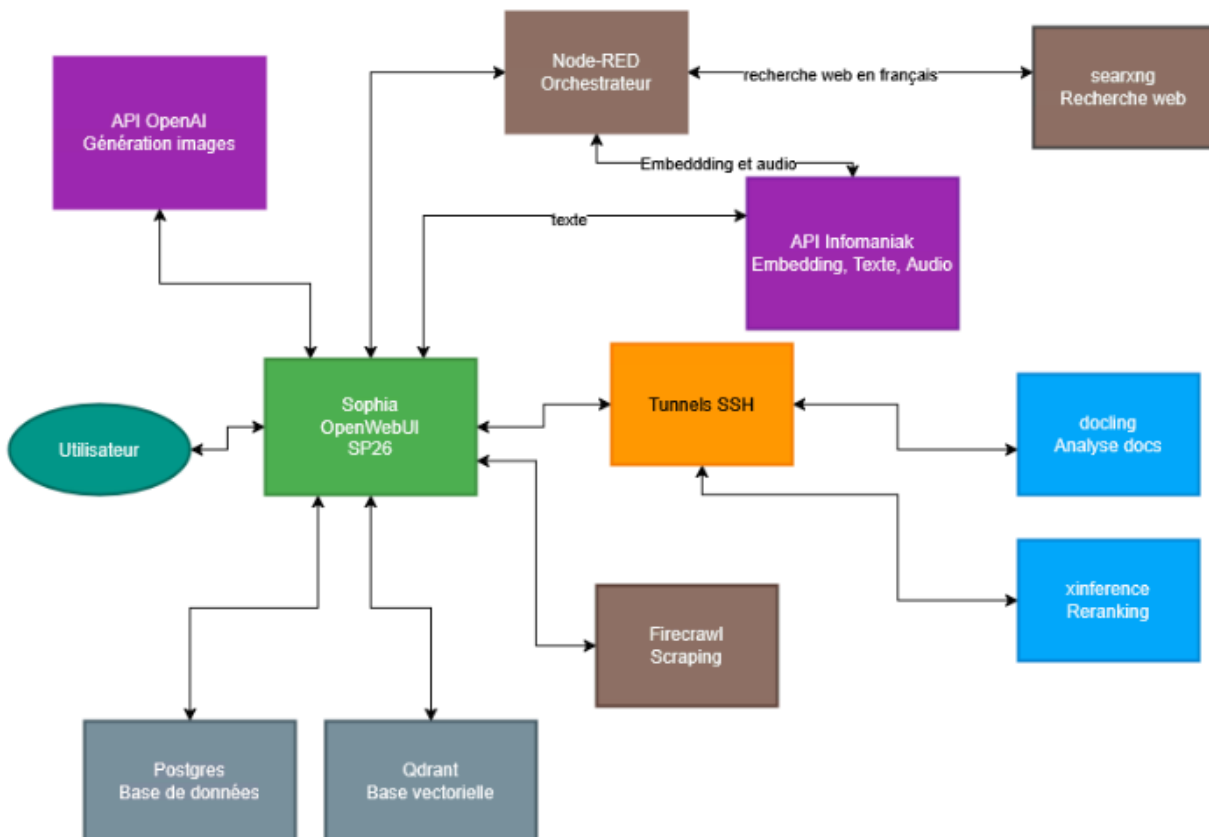 Node-RED
Orchestrateur
recherche web en français
searxng
Recherche web
API OpenAI
Génération images
Embeddding et audio
texte
API Infomaniak
Embedding, Texte, Audio
Sophia
OpenWebUI
SP26
Tunnels SSH
Utilisateur
docling
Analyse docs
xinference
Reranking
Firecrawl
Scraping
Postgres
Base de données
Qdrant
Base vectorielle